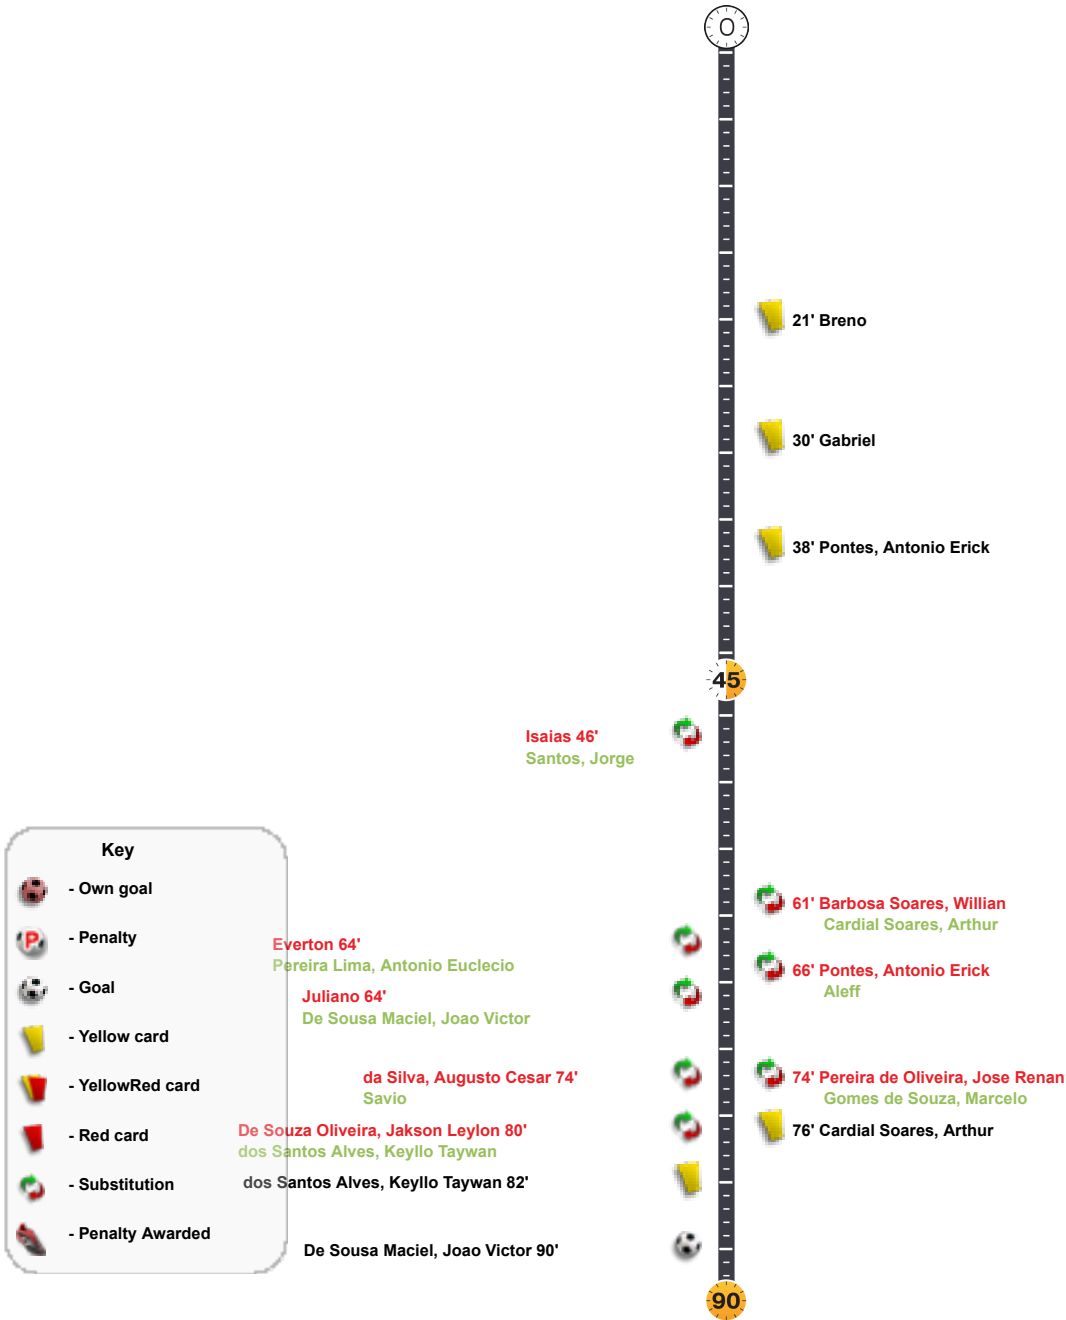 0
21' Breno
30' Gabriel
38' Pontes, Antonio Erick
45
Isaias 46'
Santos, Jorge
Key
- Own goal
- Penalty
- Goal
- Yellow card
- YellowRed card
- Red card
- Substitution
- Penalty Awarded
P
61' Barbosa Soares, Willian
Cardial Soares, Arthur
Everton 64'
Pereira Lima, Antonio Euclecio
66' Pontes, Antonio Erick
Aleff
Juliano 64'
De Sousa Maciel, Joao Victor
da Silva, Augusto Cesar 74'
Savio
74' Pereira de Oliveira, Jose Renan
Gomes de Souza, Marcelo
De Souza Oliveira, Jakson Leylon 80'
dos Santos Alves, Keyllo Taywan
76' Cardial Soares, Arthur
dos Santos Alves, Keyllo Taywan 82'
De Sousa Maciel, Joao Victor 90'
90